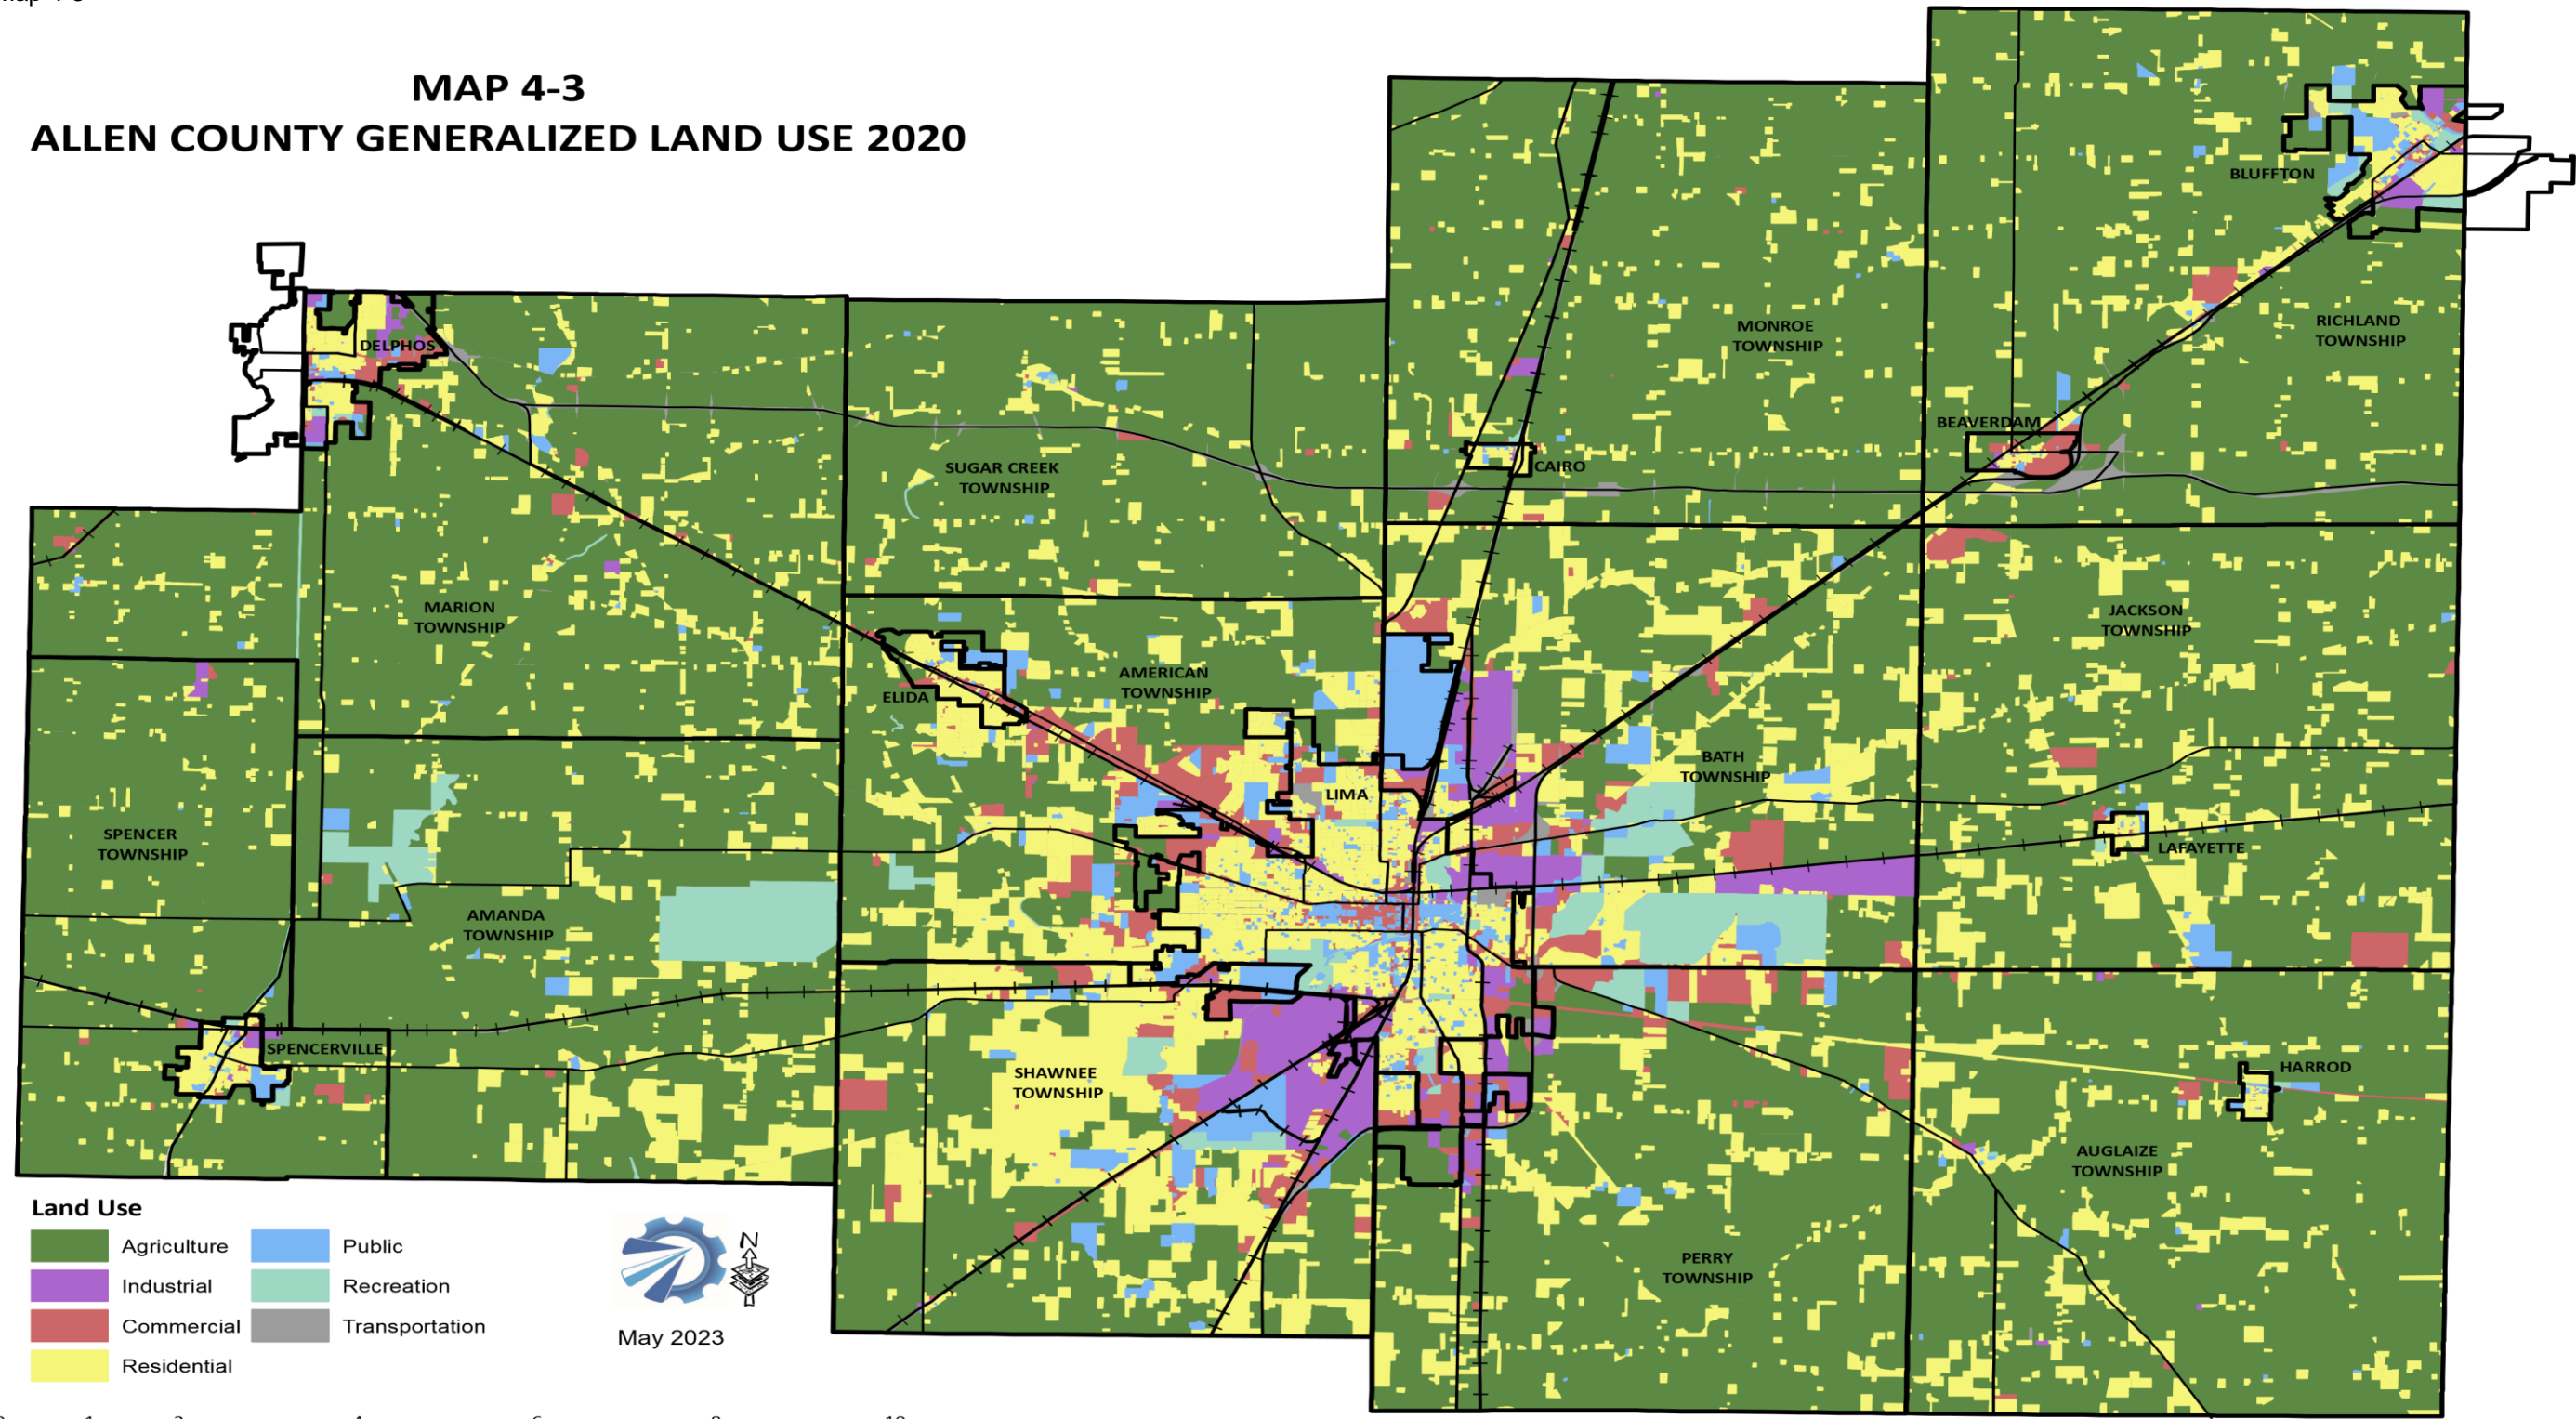 MAP 4-3
ALLEN COUNTY GENERALIZED LAND USE 2020
BLUFFTON
RICHLAND
TOWNSHIP
MONROE
TOWNSHIP
DELPHOS
BEAVERDAM
CAIRO
SUGAR CREEK
TOWNSHIP
MARION
TOWNSHIP
JACKSON
TOWNSHIP
AMERICAN
TOWNSHIP
ELIDA
BATH
TOWNSHIP
LIMA
SPENCER
TOWNSHIP
LAFAYETTE
AMANDA
TOWNSHIP
SPENCERVILLE
SHAWNEE
TOWNSHIP
HARROD
AUGLAIZE
TOWNSHIP
PERRY
TOWNSHIP
Land Use
Agriculture
Public
Industrial
Recreation
Commercial
Transportation
Residential
N
May 2023